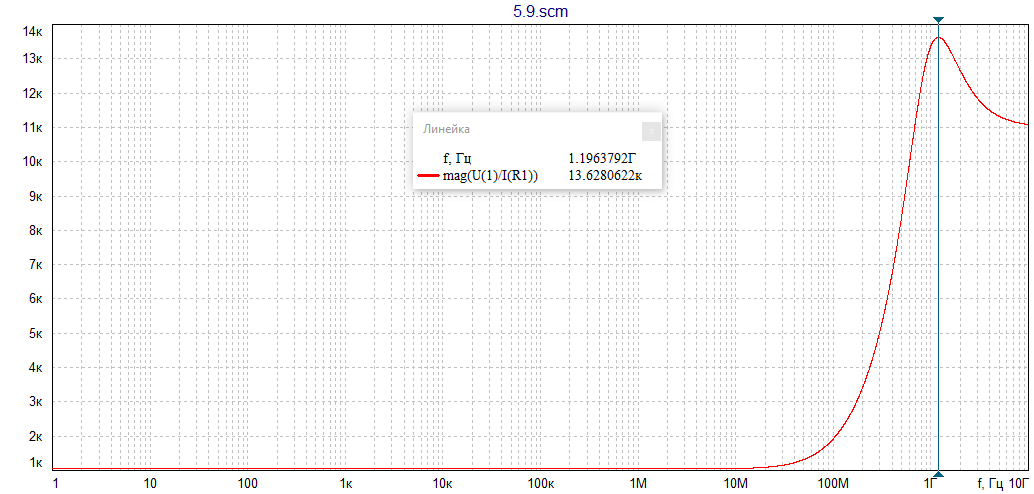 5.9.scm
14к
13к
12к
11к
10к
9к
8к
7к
6к
5к
4к
3к
2к
1к
Линейка
x
f, Гц 1.1963792Г
mag(U(1)/I(R1)) 13.6280622к
1 10 100 1к 10к 100к 1М 10М 100М 1Г f, Гц 10Г